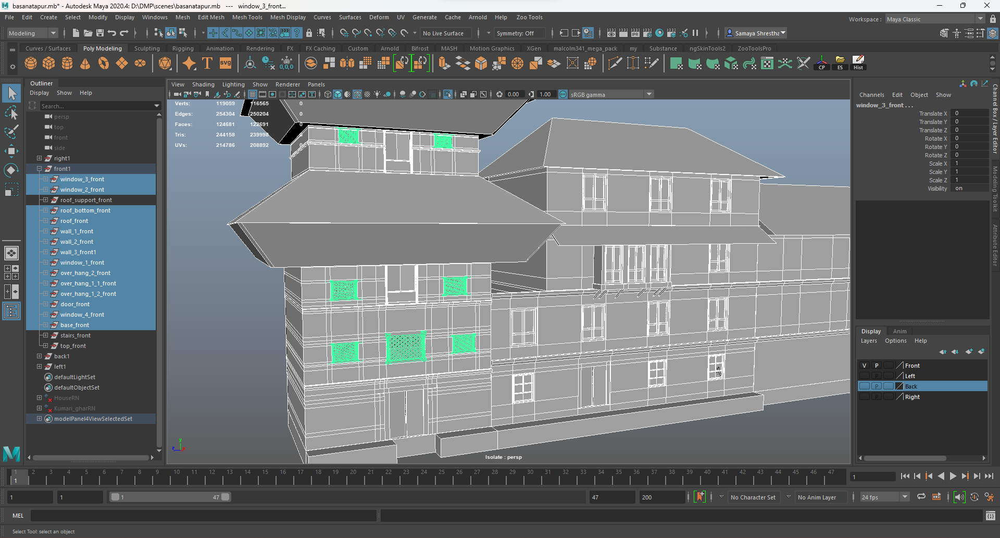 basanatapur.mb* - Autodesk Maya 2020.4: D:\DMP\scenes\basanatapur.mb   ---   window_3_front...
File Edit Create Select Modify Display Windows Mesh Edit Mesh Mesh Tools Mesh Display Curves Surfaces Deform UV Generate Cache Arnold Help Zoo Tools
Workspace : Maya Classic
Modeling No Live Surface Symmetry: Off IPR Samaya Shrestha
Curves / Surfaces Poly Modeling Sculpting Rigging Animation Rendering FX FX Caching Custom Arnold Bifrost MASH Motion Graphics XGen malcolm341_mega_pack my Substance ngSkinTools2 ZooToolsPro
T svg 0,0,0 CP ES Hist
Outliner
Display Show Help
Search...
persp
top
front
side
right1
front1
window_3_front
window_2_front
roof_support_front
roof_bottom_front
roof_front
wall_1_front
wall_2_front
wall_3_front1
window_1_front
over_hang_2_front
over_hang_1_1_front
over_hang_1_2_front
door_front
window_4_front
base_front
stairs_front
top_front
back1
left1
defaultLightSet
defaultObjectSet
HouseRN
Kumari_gharRN
modelPanel4ViewSelectedSet
View Shading Lighting Show Renderer Panels
0.00 1.00 ON sRGB gamma
Verts: 119059 116565 0
Edges: 254304 250204 0
Faces: 124681 122691 0
Tris: 244158 239998 0
UVs: 214786 208892 0
y
z x
Isolate : persp
Channels Edit Object Show
window_3_front . . .
Translate X 0
Translate Y 0
Translate Z 0
Rotate X 0
Rotate Y 0
Rotate Z 0
Scale X 1
Scale Y 1
Scale Z 1
Visibility on
Channel Box / Layer Editor
Modeling Toolkit
Attribute Editor
Display Anim
Layers Options Help
V P Front
P Left
P Back
P Right
1 2 3 4 5 6 7 8 9 10 11 12 13 14 15 16 17 18 19 20 21 22 23 24 25 26 27 28 29 30 31 32 33 34 35 36 37 38 39 40 41 42 43 44 45 46 47
1 1
1 1 1 47 47 200 No Character Set No Anim Layer 24 fps
MEL
Select Tool: select an object